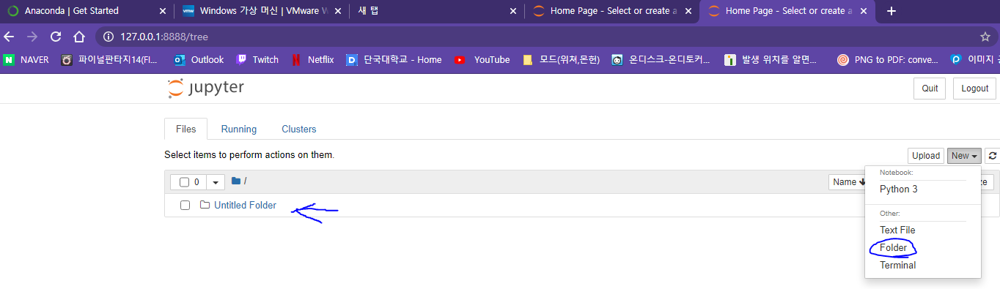 Anaconda | Get Started
Windows 가상 머신 | VMware W
새 탭
Home Page - Select or create a
Home Page - Select or create a
127.0.0.1:8888/tree
NAVER
파이널판타지14(FI...
Outlook
Twitch
Netflix
단국대학교 - Home
YouTube
모드(위쳐,몬헌)
온디스크-온디토커...
발생 위치를 알면...
PNG to PDF: conve...
이미지
jupyter
Quit
Logout
Files
Running
Clusters
Select items to perform actions on them.
Upload
New
0
/
Name
ze
Notebook:
Python 3
Untitled Folder
Other:
Text File
Folder
Terminal